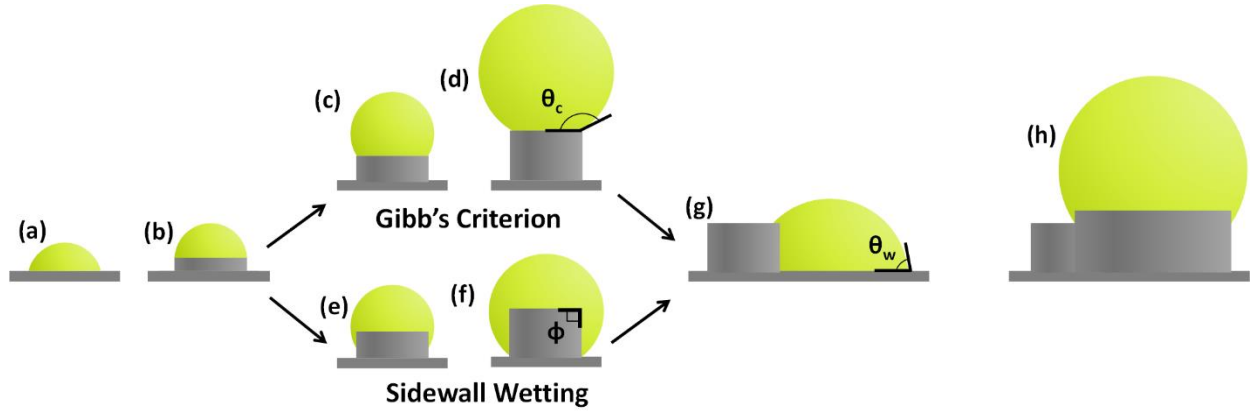 (a)
(b)
(c)
(d)
θc
Gibb's Criterion
(e)
(f)
ϕ
Sidewall Wetting
(g)
θw
(h)